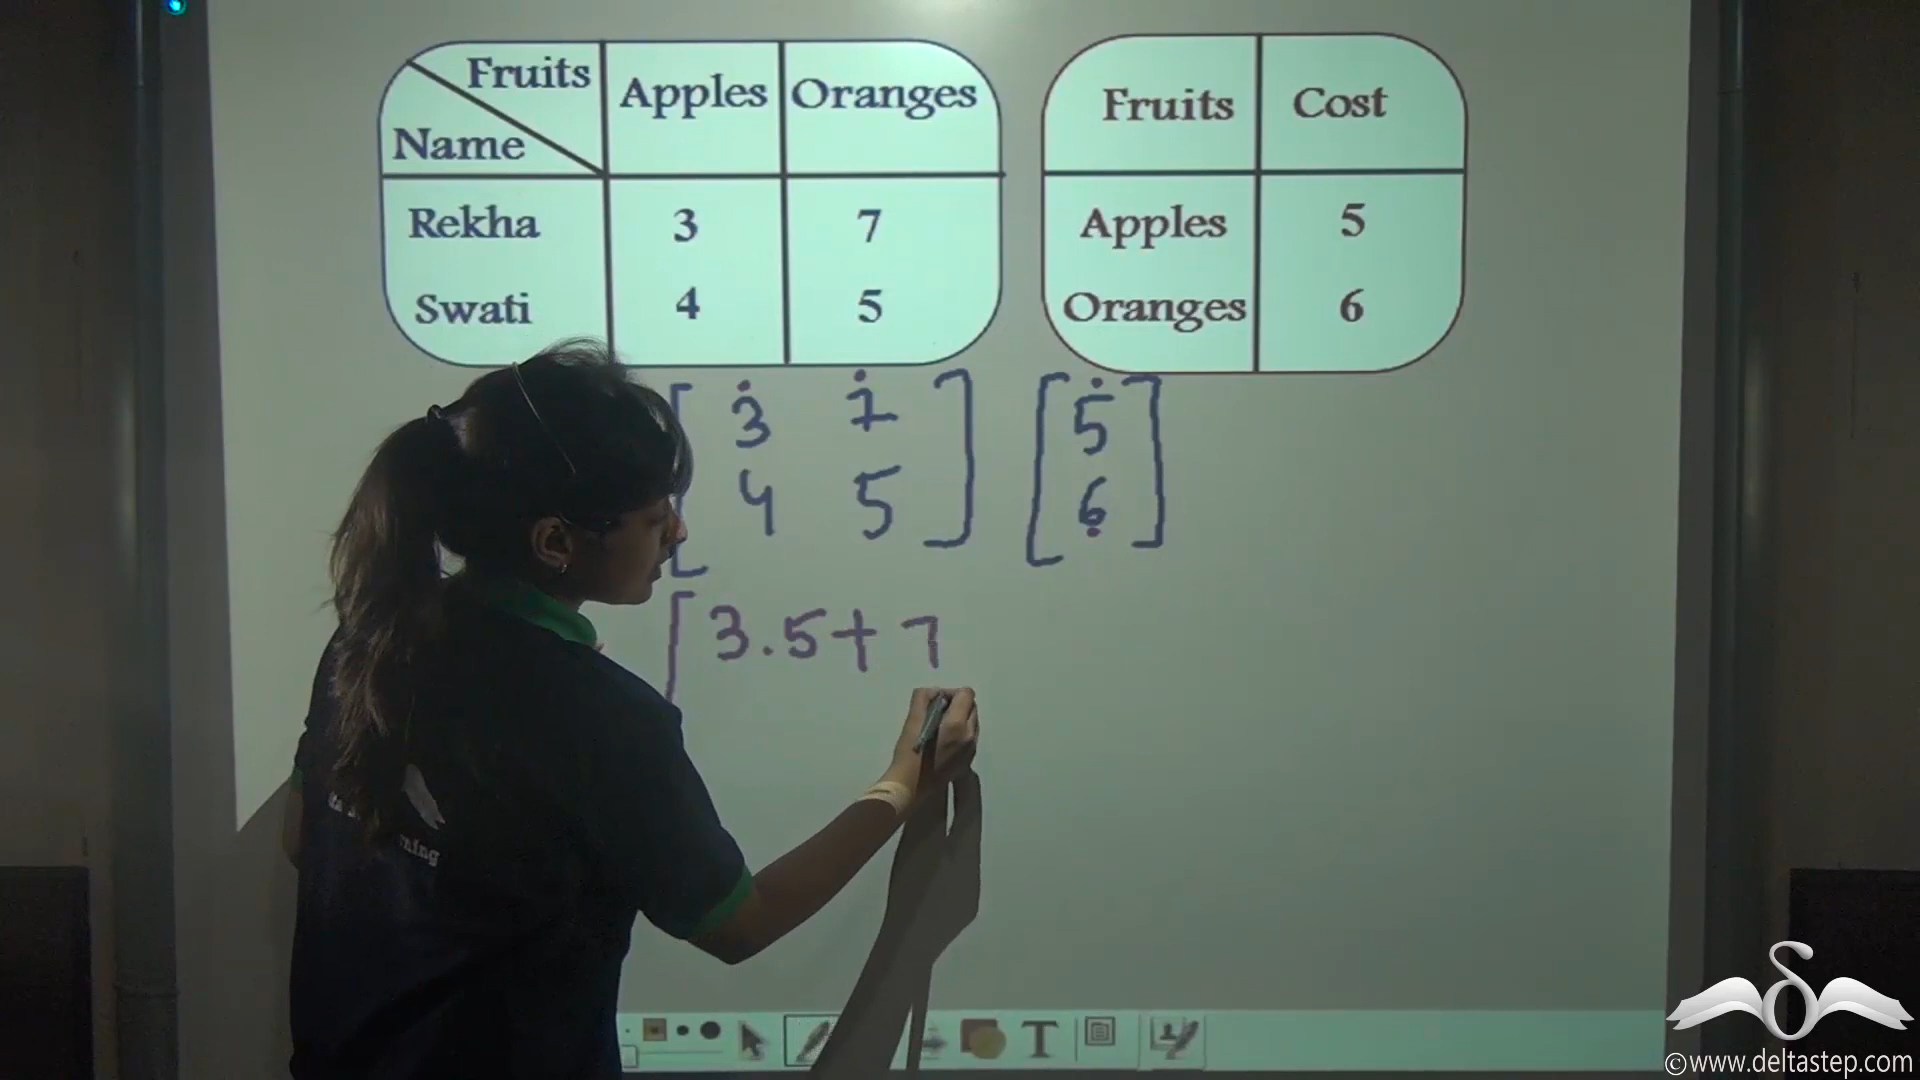 Fruits Apples Oranges
Name
Rekha 3 7
Swati 4 5
Fruits Cost
Apples 5
Oranges 6
[ 3 7 ] [ 5 ]
4 5 6
[ 3.5+7
T
©www.deltastep.com